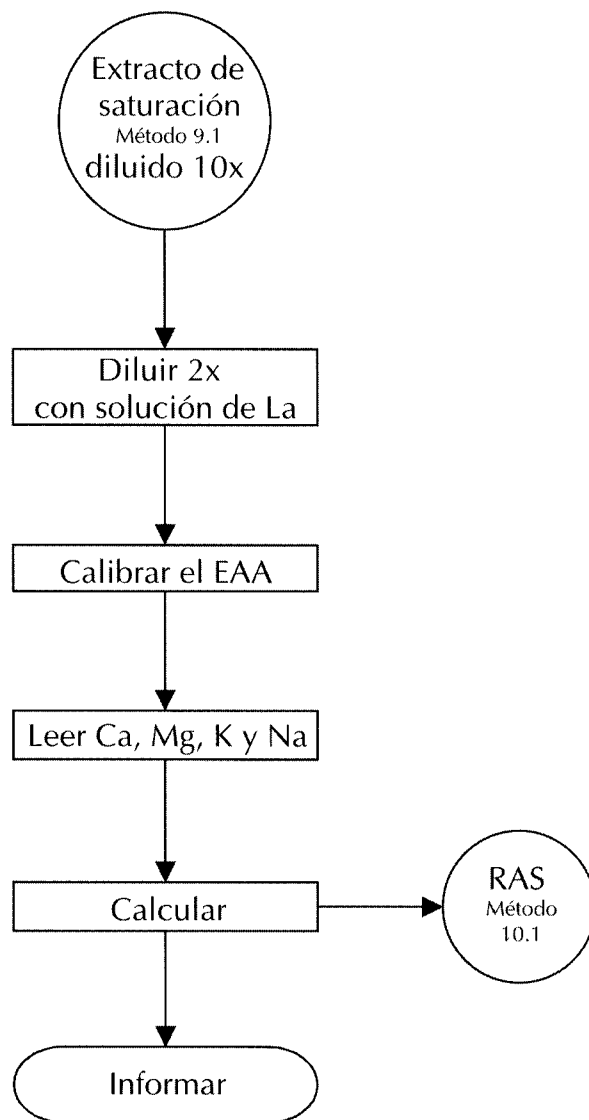 Extracto de
saturación
Método 9.1
diluido 10x
Diluir 2x
con solución de La
Calibrar el EAA
Leer Ca, Mg, K y Na
Calcular
RAS
Método
10.1
Informar